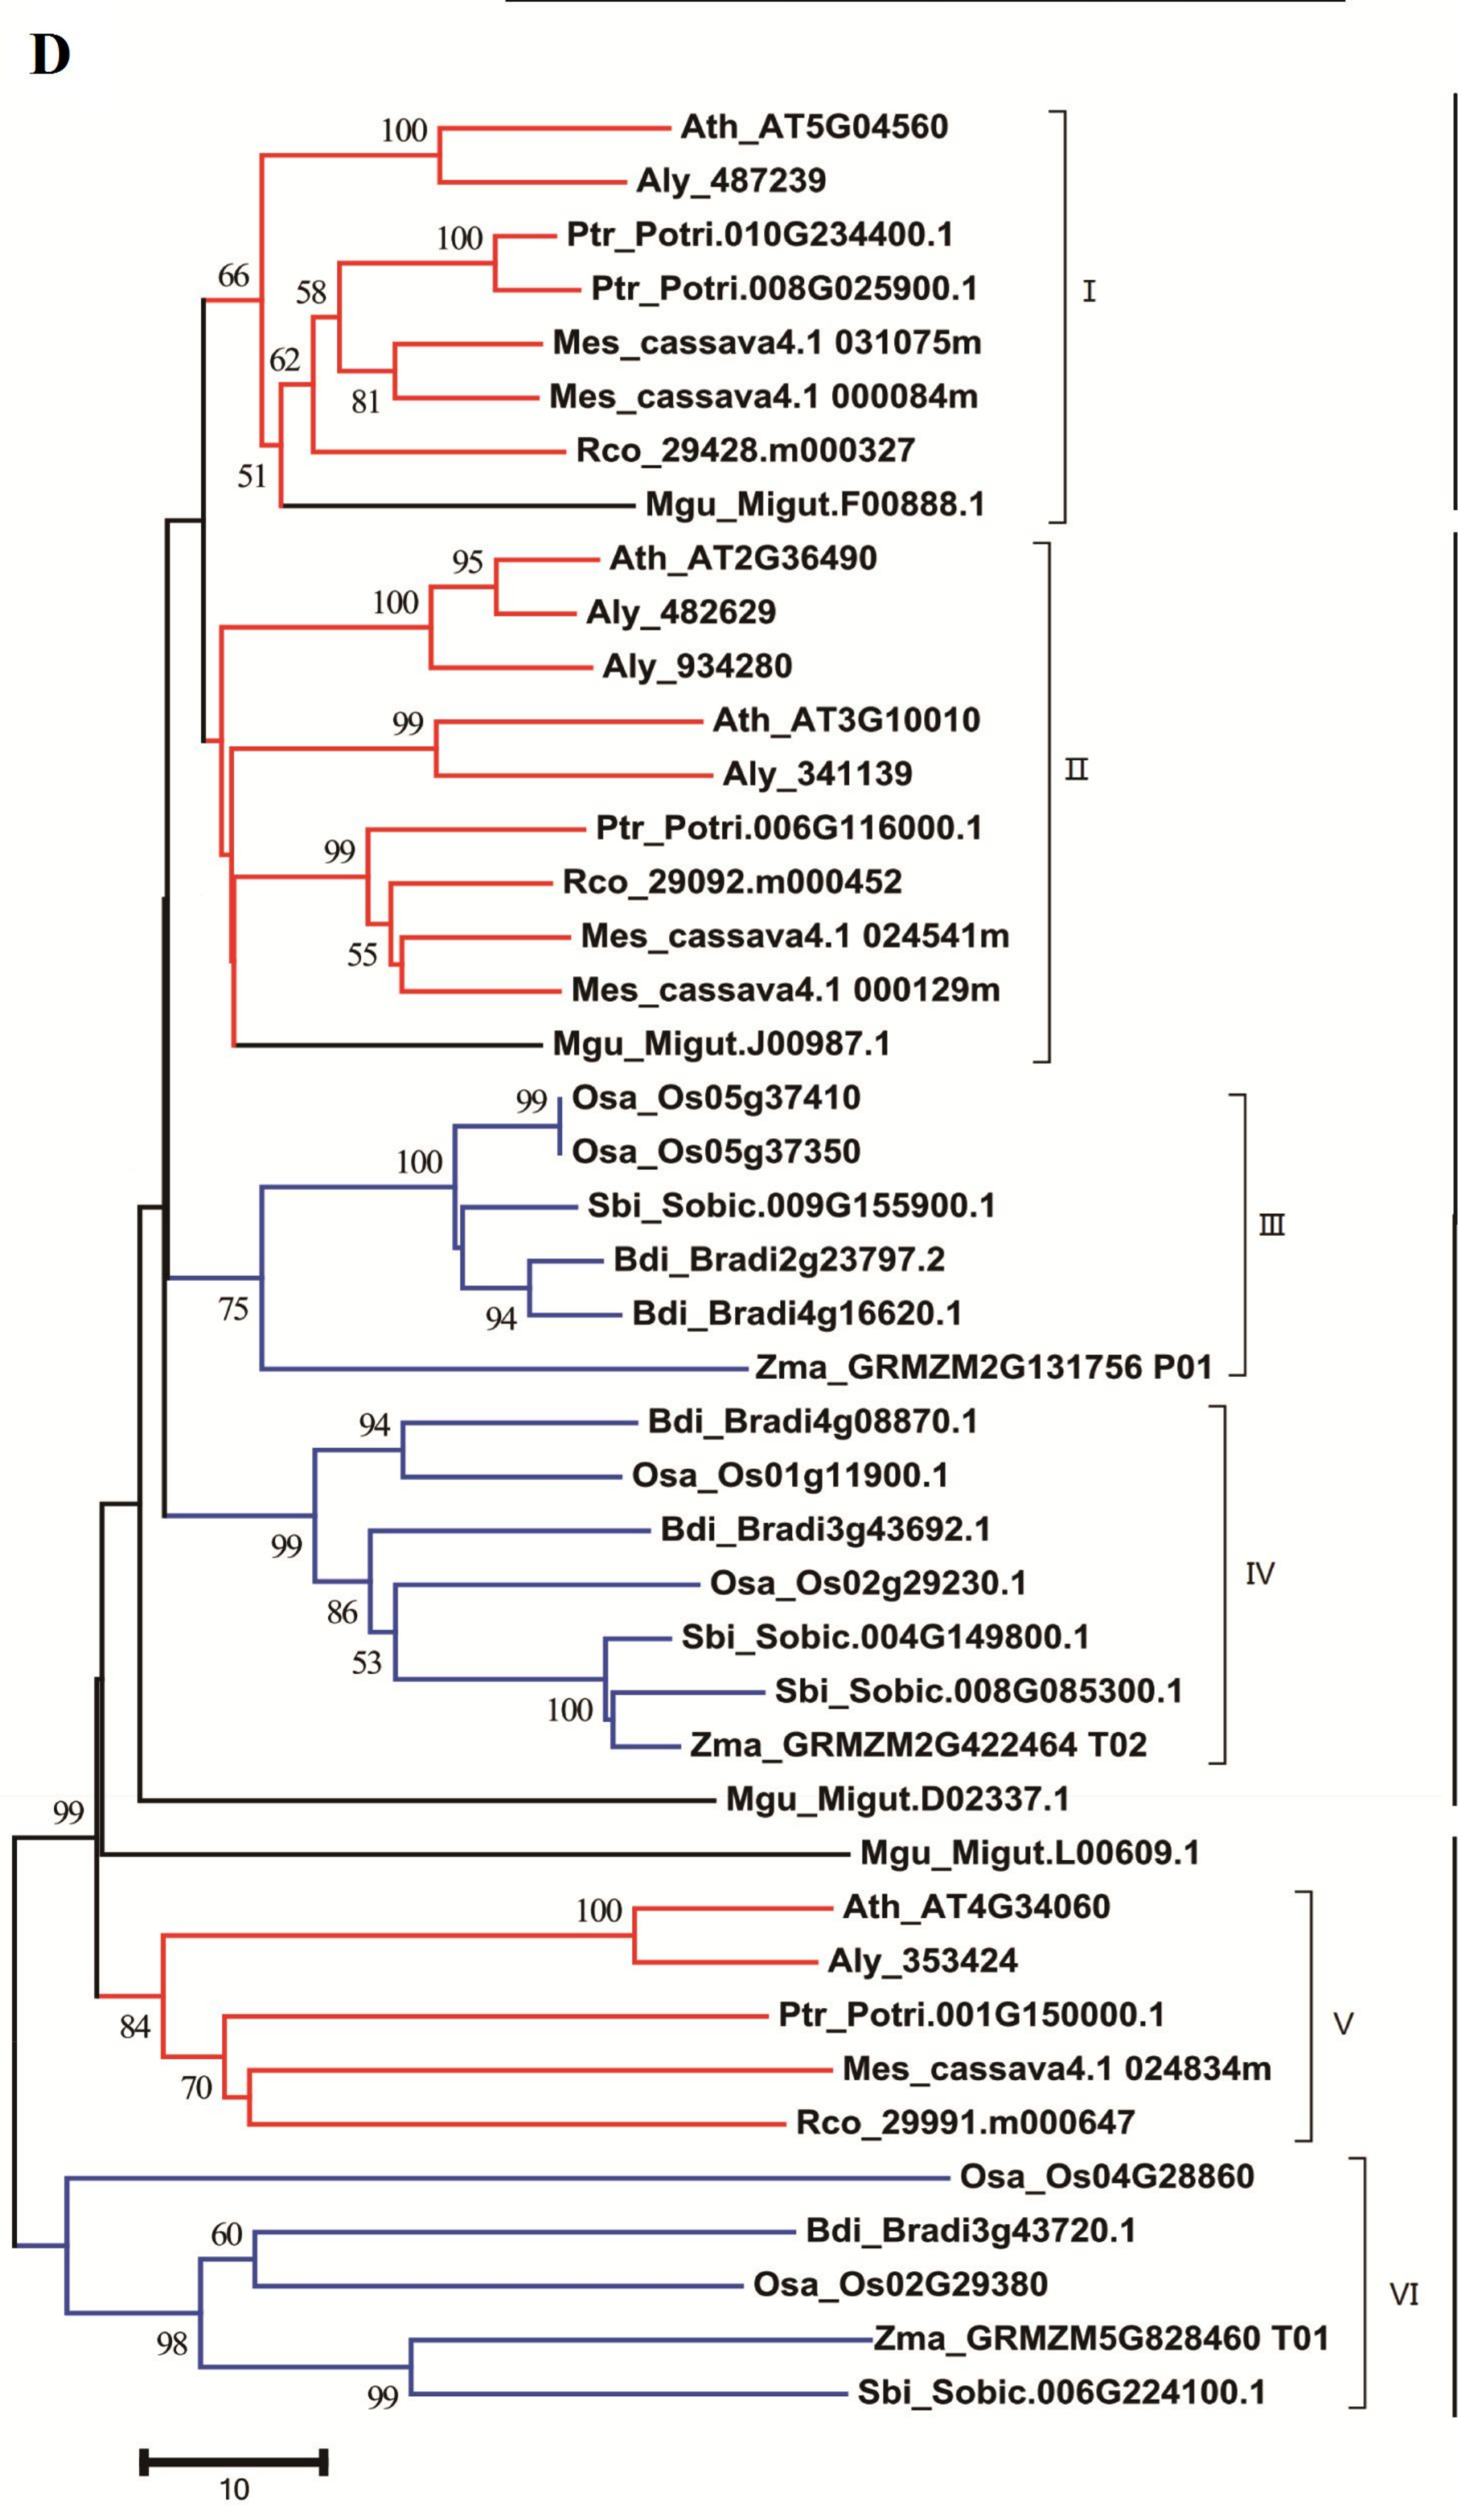 D
100
Ath_AT5G04560
Aly_487239
100
Ptr_Potri.010G234400.1
66
58
Ptr_Potri.008G025900.1
I
62
Mes_cassava4.1 031075m
81
Mes_cassava4.1 000084m
Rco_29428.m000327
51
Mgu_Migut.F00888.1
95
Ath_AT2G36490
100
Aly_482629
Aly_934280
99
Ath_AT3G10010
Aly_341139
II
99
Ptr_Potri.006G116000.1
Rco_29092.m000452
Mes_cassava4.1 024541m
55
Mes_cassava4.1 000129m
Mgu_Migut.J00987.1
99
Osa_Os05g37410
100
Osa_Os05g37350
Sbi_Sobic.009G155900.1
III
Bdi_Bradi2g23797.2
75
94
Bdi_Bradi4g16620.1
Zma_GRMZM2G131756 P01
94
Bdi_Bradi4g08870.1
Osa_Os01g11900.1
99
Bdi_Bradi3g43692.1
IV
86
Osa_Os02g29230.1
53
Sbi_Sobic.004G149800.1
100
Sbi_Sobic.008G085300.1
Zma_GRMZM2G422464 T02
99
Mgu_Migut.D02337.1
Mgu_Migut.L00609.1
100
Ath_AT4G34060
Aly_353424
84
Ptr_Potri.001G150000.1
V
70
Mes_cassava4.1 024834m
Rco_29991.m000647
Osa_Os04G28860
60
Bdi_Bradi3g43720.1
Osa_Os02G29380
VI
98
Zma_GRMZM5G828460 T01
99
Sbi_Sobic.006G224100.1
10